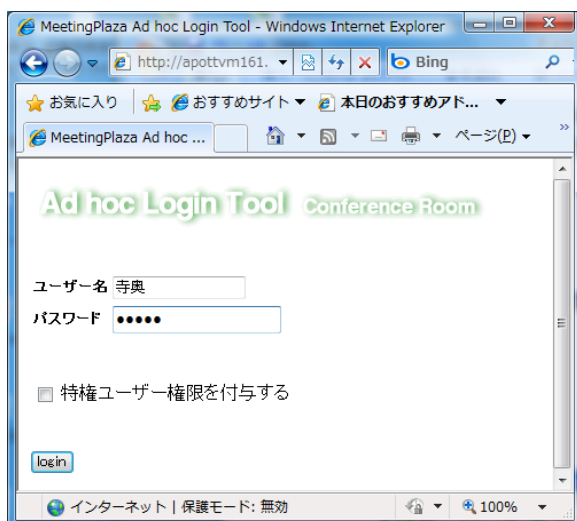 MeetingPlaza Ad hoc Login Tool - Windows Internet Explorer
http://apottvm161. Bing
お気に入り おすすめサイト ▼ 本日のおすすめアド... ▼
MeetingPlaza Ad hoc ... ページ(P) ▼ »
Ad hoc Login Tool Conference Room
ユーザー名 寺奥
パスワード ●●●●●
特権ユーザー権限を付与する
login
インターネット | 保護モード: 無効 100%